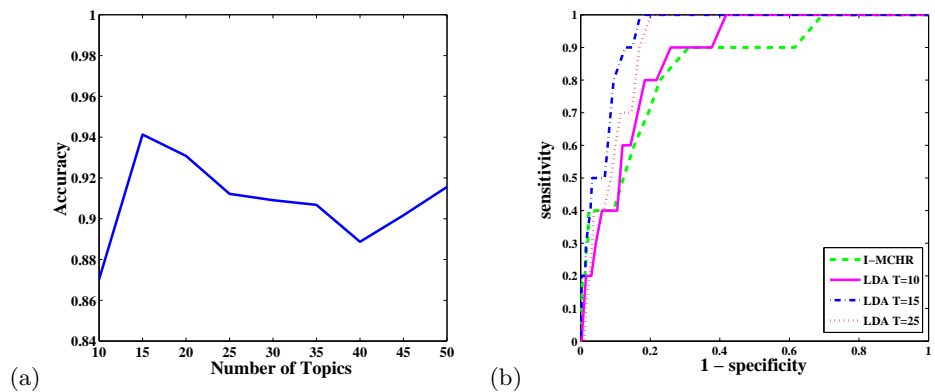 1
0.98
0.96
0.94
0.92
0.9
0.88
0.86
0.84
Accuracy
10 15 20 25 30 35 40 45 50
Number of Topics
(a)
1
0.9
0.8
0.7
0.6
0.5
0.4
0.3
0.2
0.1
0
sensitivity
I−MCHR
LDA T=10
LDA T=15
LDA T=25
0 0.2 0.4 0.6 0.8 1
1 − specificity
(b)